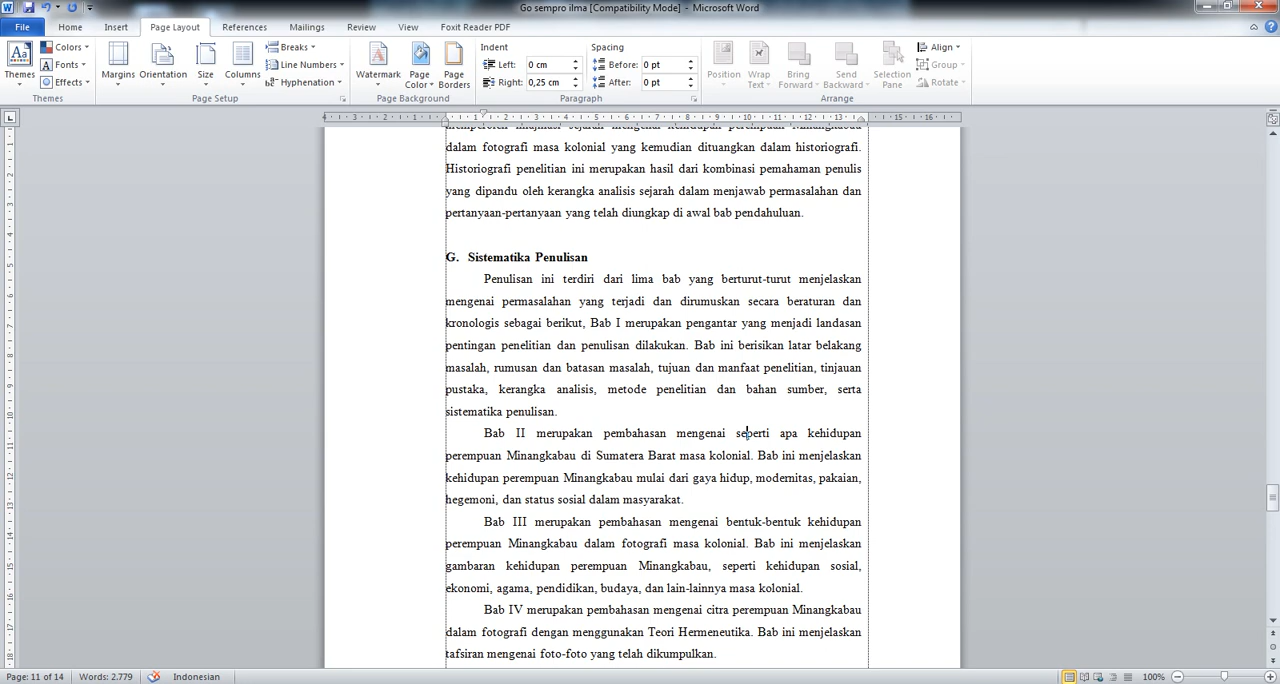 Go sempro ilma [Compatibility Mode] - Microsoft Word
File Home Insert Page Layout References Mailings Review View Foxit Reader PDF
Themes
Colors
Fonts
Effects
Themes
Margins Orientation Size Columns
Breaks
Line Numbers
Hyphenation
Page Setup
Watermark Page Color Page Borders
Page Background
Indent
Left: 0 cm
Right: 0,25 cm
Spacing
Before: 0 pt
After: 0 pt
Paragraph
Position Wrap Text Bring Forward Send Backward Selection Pane
Align
Group
Rotate
Arrange
memperoleh imajinasi sejarah mengenai kehidupan perempuan Minangkabau
dalam fotografi masa kolonial yang kemudian dituangkan dalam historiografi.
Historiografi penelitian ini merupakan hasil dari kombinasi pemahaman penulis
yang dipandu oleh kerangka analisis sejarah dalam menjawab permasalahan dan
pertanyaan-pertanyaan yang telah diungkap di awal bab pendahuluan.
G. Sistematika Penulisan
Penulisan ini terdiri dari lima bab yang berturut-turut menjelaskan
mengenai permasalahan yang terjadi dan dirumuskan secara beraturan dan
kronologis sebagai berikut, Bab I merupakan pengantar yang menjadi landasan
pentingan penelitian dan penulisan dilakukan. Bab ini berisikan latar belakang
masalah, rumusan dan batasan masalah, tujuan dan manfaat penelitian, tinjauan
pustaka, kerangka analisis, metode penelitian dan bahan sumber, serta
sistematika penulisan.
Bab II merupakan pembahasan mengenai seperti apa kehidupan
perempuan Minangkabau di Sumatera Barat masa kolonial. Bab ini menjelaskan
kehidupan perempuan Minangkabau mulai dari gaya hidup, modernitas, pakaian,
hegemoni, dan status sosial dalam masyarakat.
Bab III merupakan pembahasan mengenai bentuk-bentuk kehidupan
perempuan Minangkabau dalam fotografi masa kolonial. Bab ini menjelaskan
gambaran kehidupan perempuan Minangkabau, seperti kehidupan sosial,
ekonomi, agama, pendidikan, budaya, dan lain-lainnya masa kolonial.
Bab IV merupakan pembahasan mengenai citra perempuan Minangkabau
dalam fotografi dengan menggunakan Teori Hermeneutika. Bab ini menjelaskan
tafsiran mengenai foto-foto yang telah dikumpulkan.
Page: 11 of 14 Words: 2.779 Indonesian 100%